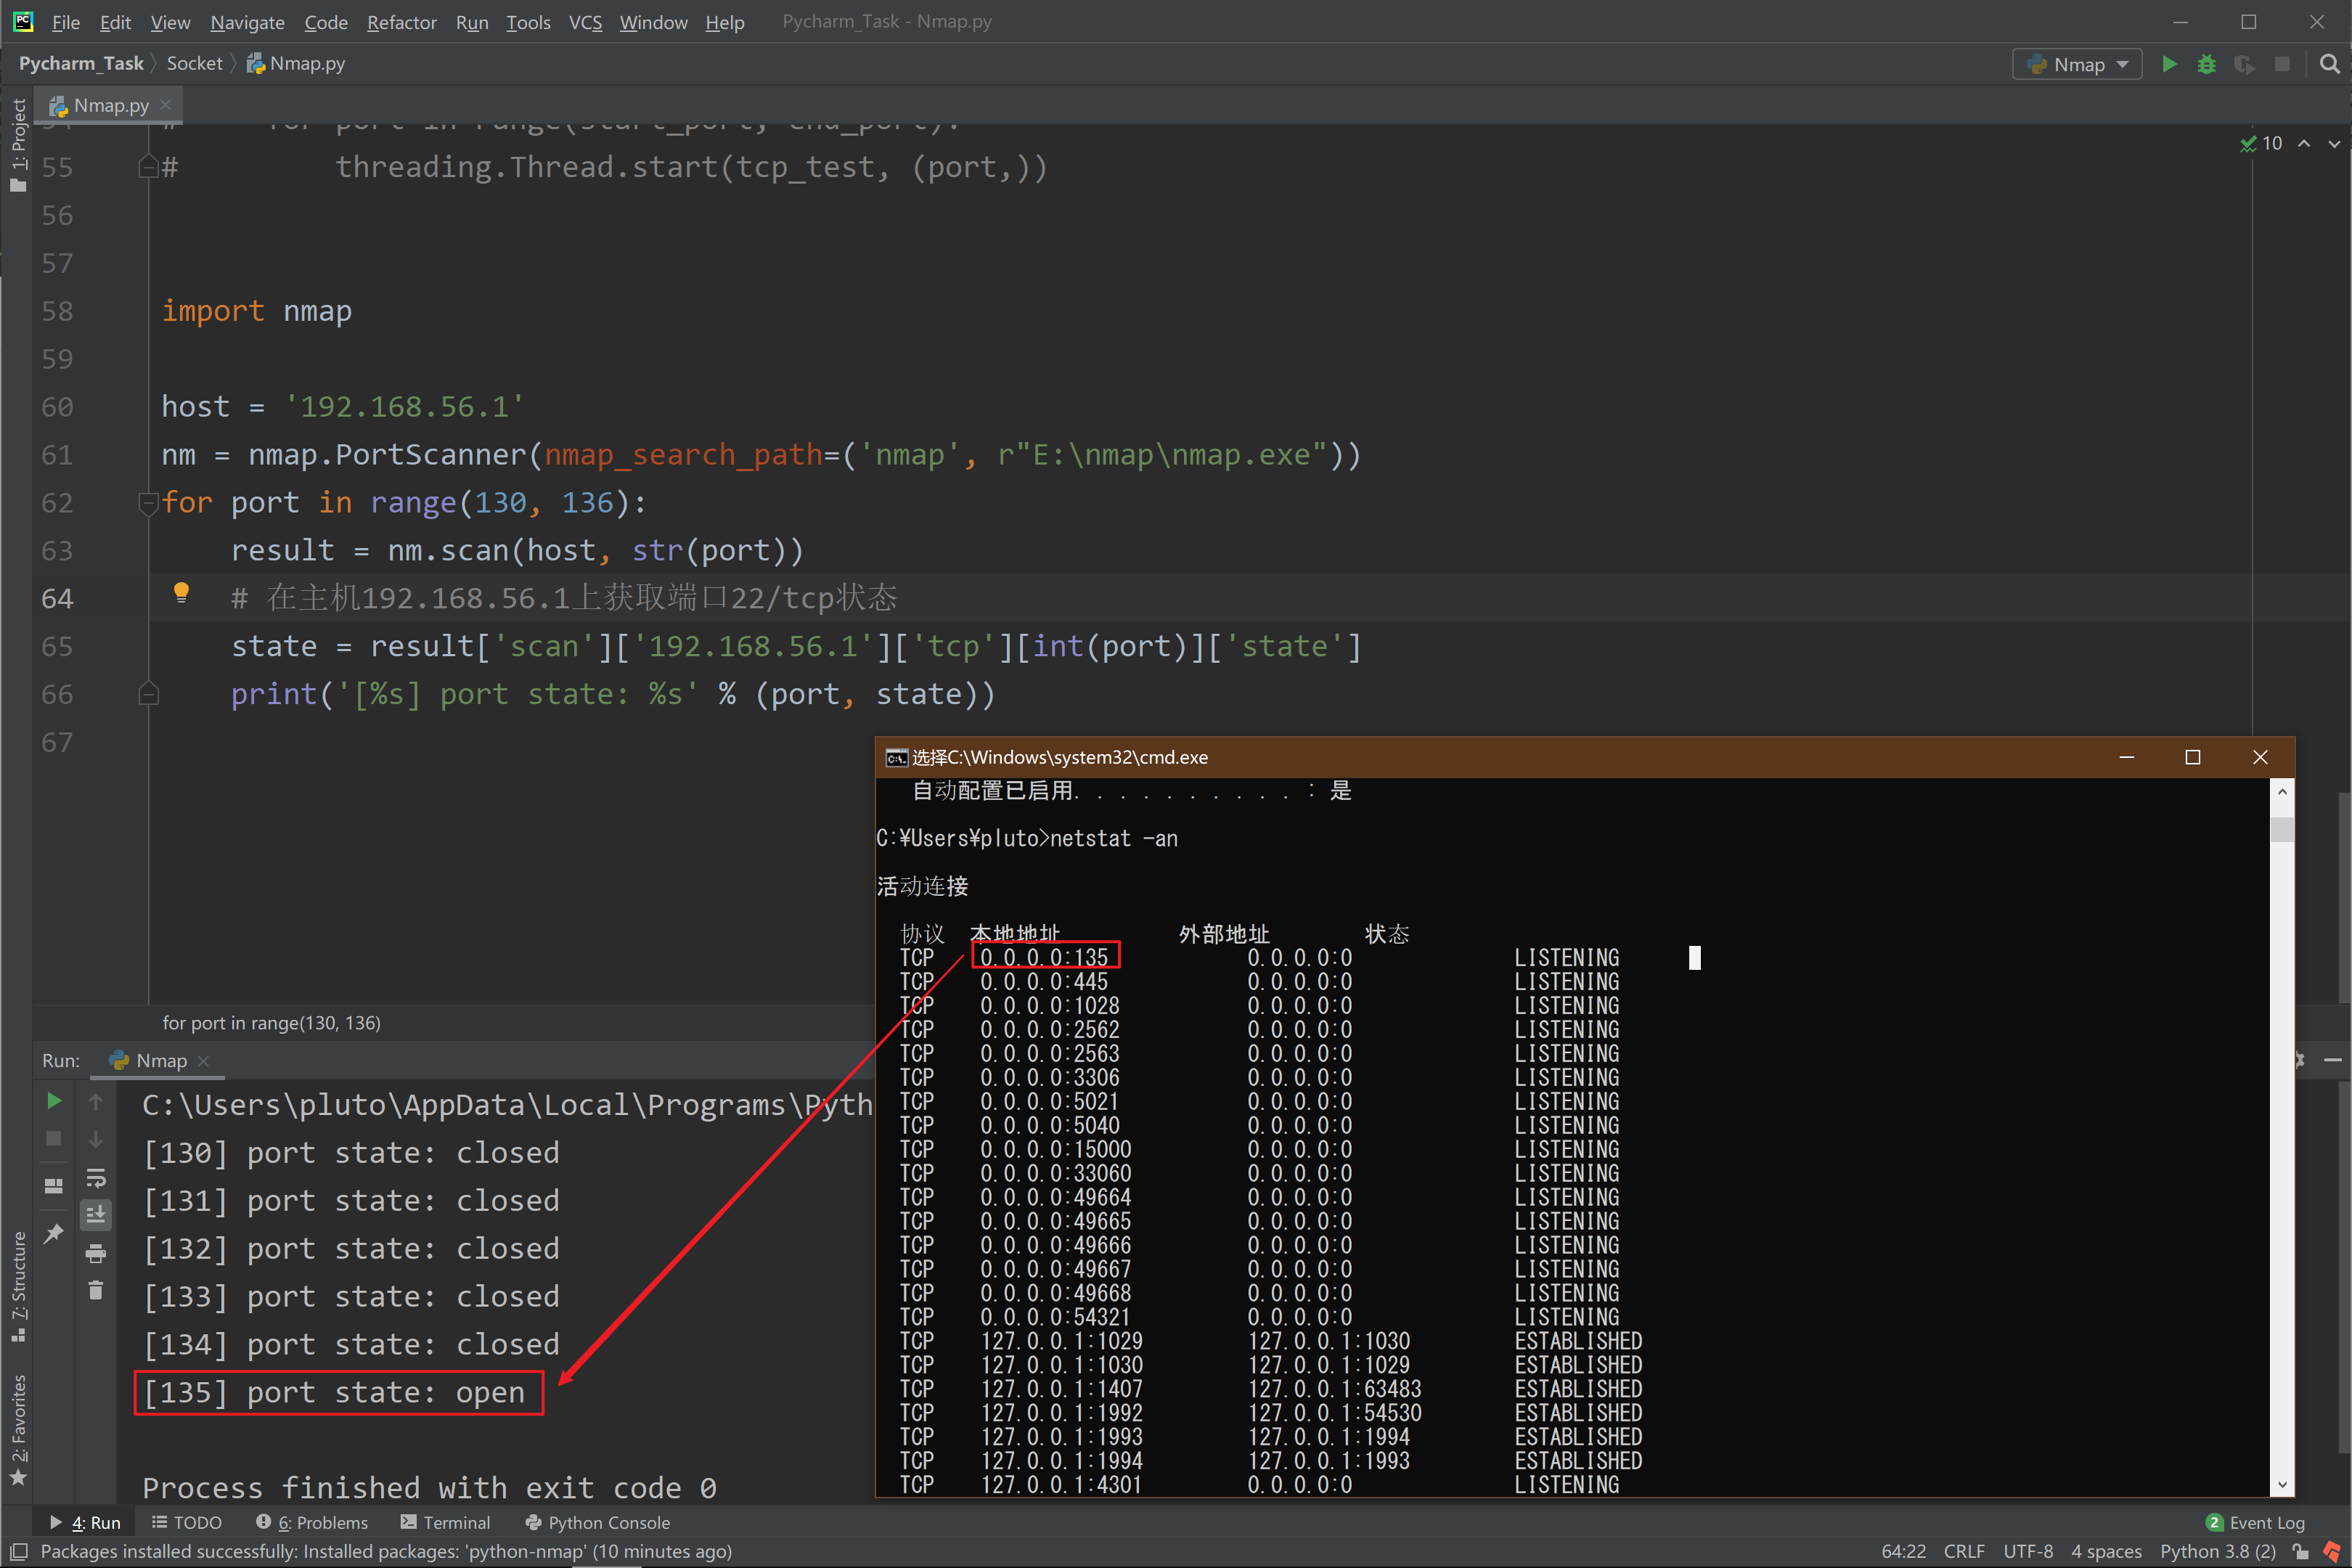 File Edit View Navigate Code Refactor Run Tools VCS Window Help Pycharm_Task - Nmap.py
Pycharm_Task Socket Nmap.py Nmap
Nmap.py
1: Project
10
# for port in range(start_port, end_port):
55 # threading.Thread.start(tcp_test, (port,))
56
57
58 import nmap
59
60 host = '192.168.56.1'
61 nm = nmap.PortScanner(nmap_search_path=('nmap', r"E:\nmap\nmap.exe"))
62 for port in range(130, 136):
63 result = nm.scan(host, str(port))
64 # 在主机192.168.56.1上获取端口22/tcp状态
65 state = result['scan']['192.168.56.1']['tcp'][int(port)]['state']
66 print('[%s] port state: %s' % (port, state))
67
for port in range(130, 136)
Run: Nmap
C:\Users\pluto\AppData\Local\Programs\Pyth
[130] port state: closed
[131] port state: closed
[132] port state: closed
[133] port state: closed
[134] port state: closed
[135] port state: open
Process finished with exit code 0
7: Structure
2: Favorites
选择C:\Windows\system32\cmd.exe
自动配置已启用. . . . . . . . . . : 是
C:¥Users¥pluto>netstat -an
活动连接
协议 本地地址 外部地址 状态
TCP 0.0.0.0:135 0.0.0.0:0 LISTENING
TCP 0.0.0.0:445 0.0.0.0:0 LISTENING
TCP 0.0.0.0:1028 0.0.0.0:0 LISTENING
TCP 0.0.0.0:2562 0.0.0.0:0 LISTENING
TCP 0.0.0.0:2563 0.0.0.0:0 LISTENING
TCP 0.0.0.0:3306 0.0.0.0:0 LISTENING
TCP 0.0.0.0:5021 0.0.0.0:0 LISTENING
TCP 0.0.0.0:5040 0.0.0.0:0 LISTENING
TCP 0.0.0.0:15000 0.0.0.0:0 LISTENING
TCP 0.0.0.0:33060 0.0.0.0:0 LISTENING
TCP 0.0.0.0:49664 0.0.0.0:0 LISTENING
TCP 0.0.0.0:49665 0.0.0.0:0 LISTENING
TCP 0.0.0.0:49666 0.0.0.0:0 LISTENING
TCP 0.0.0.0:49667 0.0.0.0:0 LISTENING
TCP 0.0.0.0:49668 0.0.0.0:0 LISTENING
TCP 0.0.0.0:54321 0.0.0.0:0 LISTENING
TCP 127.0.0.1:1029 127.0.0.1:1030 ESTABLISHED
TCP 127.0.0.1:1030 127.0.0.1:1029 ESTABLISHED
TCP 127.0.0.1:1407 127.0.0.1:63483 ESTABLISHED
TCP 127.0.0.1:1992 127.0.0.1:54530 ESTABLISHED
TCP 127.0.0.1:1993 127.0.0.1:1994 ESTABLISHED
TCP 127.0.0.1:1994 127.0.0.1:1993 ESTABLISHED
TCP 127.0.0.1:4301 0.0.0.0:0 LISTENING
4: Run TODO 6: Problems Terminal Python Console 2 Event Log
Packages installed successfully: Installed packages: 'python-nmap' (10 minutes ago) 64:22 CRLF UTF-8 4 spaces Python 3.8 (2)